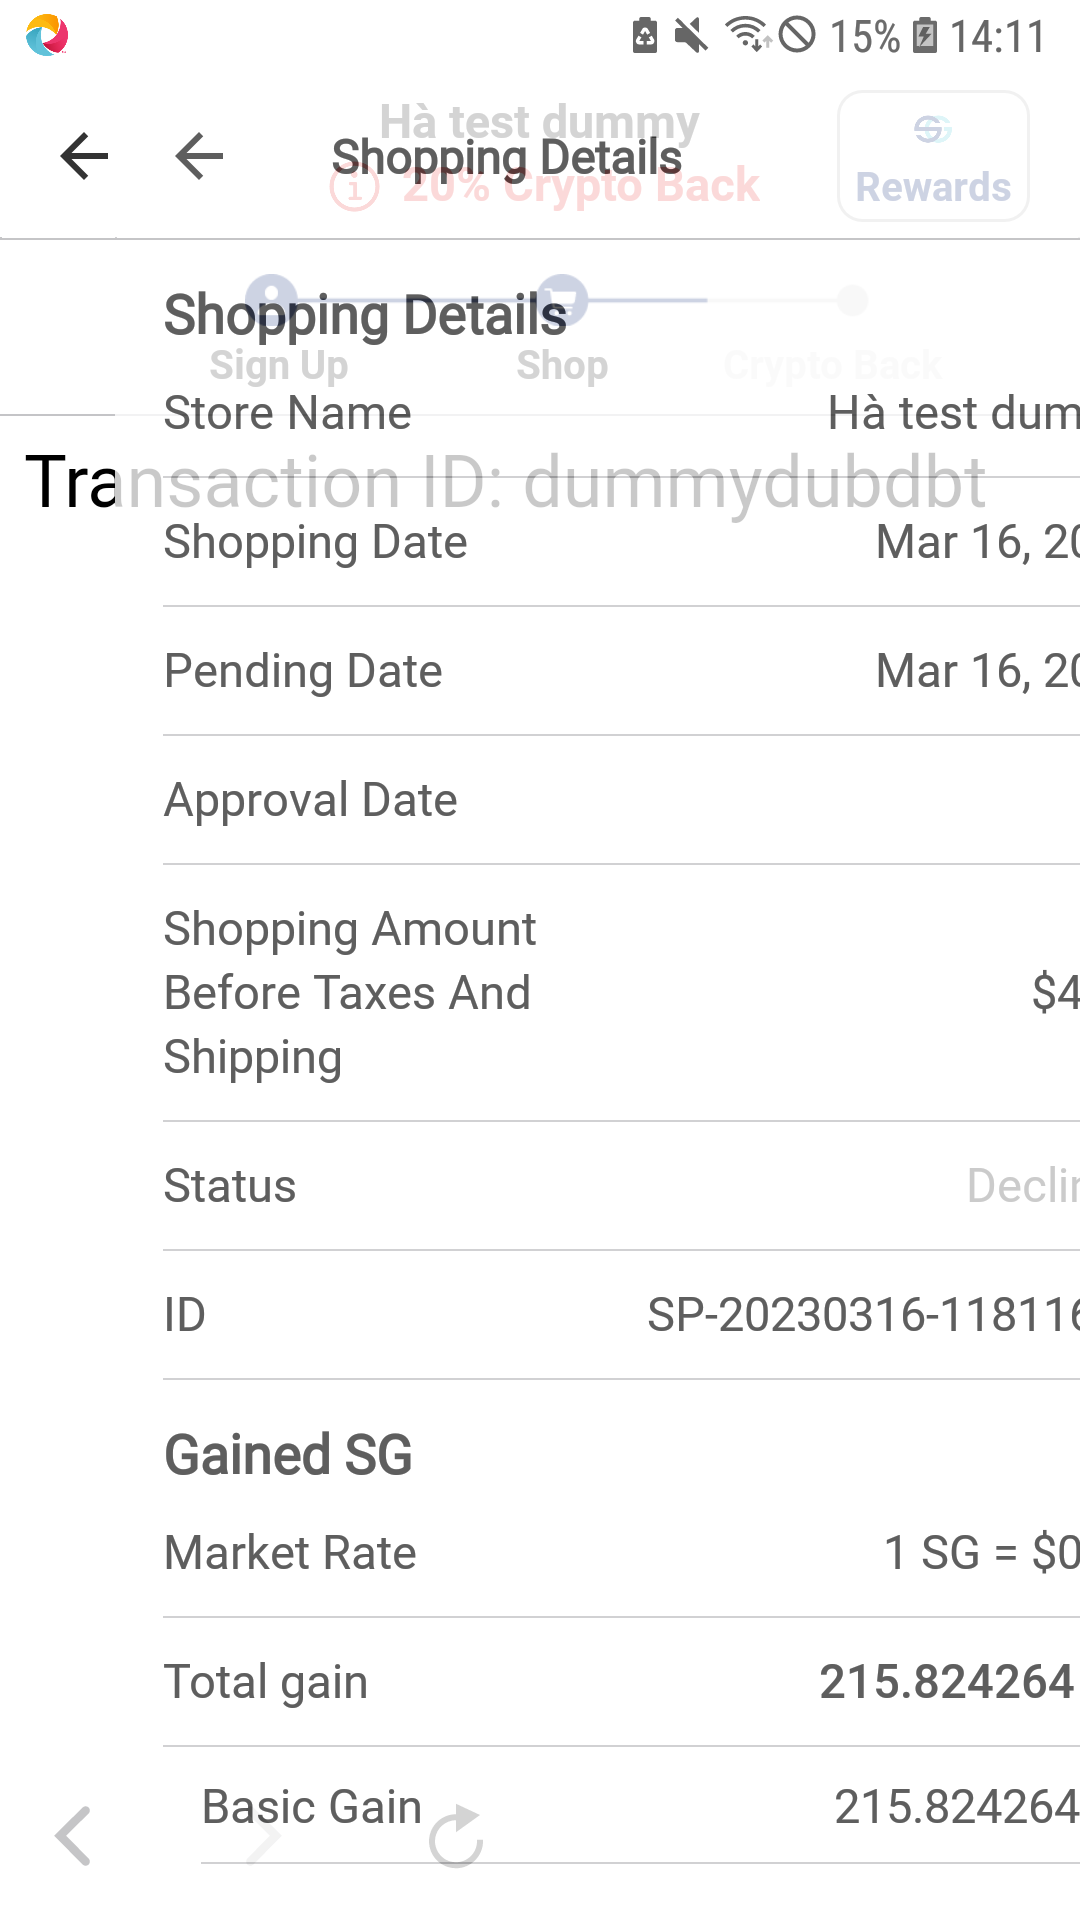 15% 14:11
Hà test dummy
Shopping Details
20% Crypto Back
Rewards
Shopping Details
Sign Up
Shop
Crypto Back
Store Name Hà test dum
Transaction ID: dummydubdbt
Shopping Date Mar 16, 20
Pending Date Mar 16, 20
Approval Date
Shopping Amount
Before Taxes And $4
Shipping
Status Declin
ID SP-20230316-118116
Gained SG
Market Rate 1 SG = $0
Total gain 215.824264
Basic Gain 215.824264